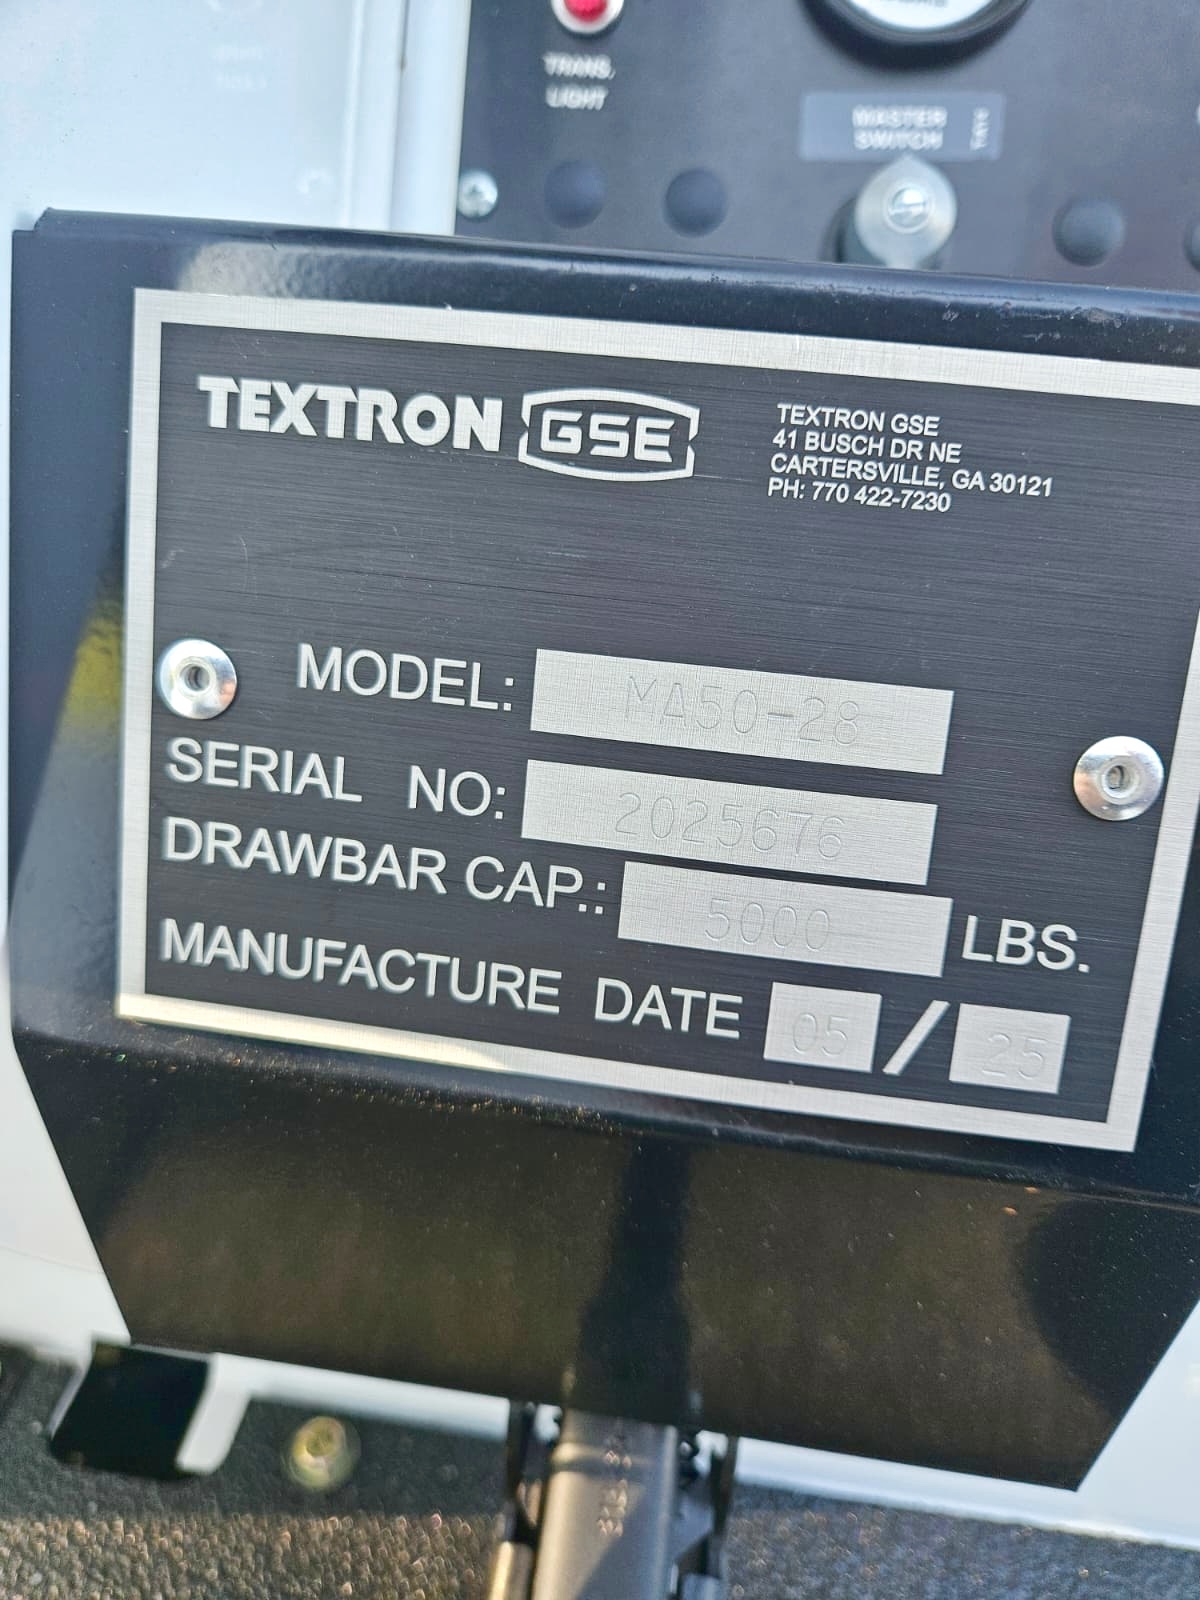 TRANS.
LIGHT
MASTER
SWITCH
TEXTRON GSE
TEXTRON GSE
41 BUSCH DR NE
CARTERSVILLE, GA 30121
PH: 770 422-7230
MODEL: MA50-28
SERIAL NO: 2025676
DRAWBAR CAP.: 5000 LBS.
MANUFACTURE DATE 05 / 25